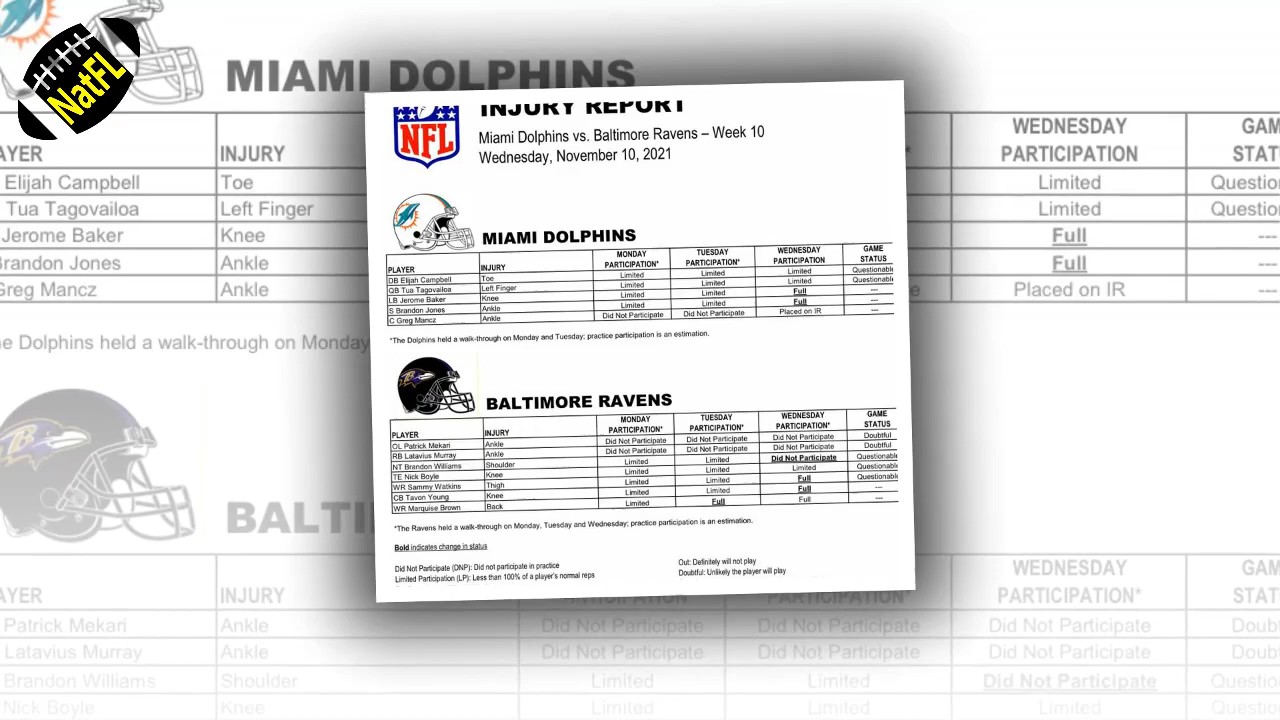 NatFL
MIAMI DOLPHINS
WEDNESDAY GAM
AYER INJURY PARTICIPATION STAT
Elijah Campbell Toe Limited Question
Tua Tagovailoa Left Finger Limited Question
Jerome Baker Knee Full ---
Brandon Jones Ankle Full ---
Greg Mancz Ankle Placed on IR ---
e Dolphins held a walk-through on Monday
INJURY REPORT
NFL
Miami Dolphins vs. Baltimore Ravens – Week 10
Wednesday, November 10, 2021
MIAMI DOLPHINS
MONDAY TUESDAY WEDNESDAY GAME
PLAYER INJURY PARTICIPATION* PARTICIPATION* PARTICIPATION STATUS
DB Elijah Campbell Toe Limited Limited Limited Questionable
QB Tua Tagovailoa Left Finger Limited Limited Limited Questionable
LB Jerome Baker Knee Limited Limited Full ---
S Brandon Jones Ankle Limited Limited Full ---
C Greg Mancz Ankle Did Not Participate Did Not Participate Placed on IR ---
*The Dolphins held a walk-through on Monday and Tuesday; practice participation is an estimation.
BALTIMORE RAVENS
MONDAY TUESDAY WEDNESDAY GAME
PLAYER INJURY PARTICIPATION* PARTICIPATION* PARTICIPATION* STATUS
OL Patrick Mekari Ankle Did Not Participate Did Not Participate Did Not Participate Doubtful
RB Latavius Murray Ankle Did Not Participate Did Not Participate Did Not Participate Doubtful
NT Brandon Williams Shoulder Limited Limited Did Not Participate Questionable
TE Nick Boyle Knee Limited Limited Limited Questionable
WR Sammy Watkins Thigh Limited Limited Full Questionable
CB Tavon Young Knee Limited Limited Full ---
WR Marquise Brown Back Limited Full Full ---
*The Ravens held a walk-through on Monday, Tuesday and Wednesday; practice participation is an estimation.
Bold indicates change in status
Did Not Participate (DNP): Did not participate in practice Out: Definitely will not play
Limited Participation (LP): Less than 100% of a player's normal reps Doubtful: Unlikely the player will play
BALTI
WEDNESDAY GAM
AYER INJURY PARTICIPATION PARTICIPATION PARTICIPATION* STAT
Patrick Mekari Ankle Did Not Participate Did Not Participate Did Not Participate Doubt
Latavius Murray Ankle Did Not Participate Did Not Participate Did Not Participate Doubt
Brandon Williams Shoulder Limited Limited Did Not Participate Questio
Nick Boyle Knee Limited Limited Limited Question